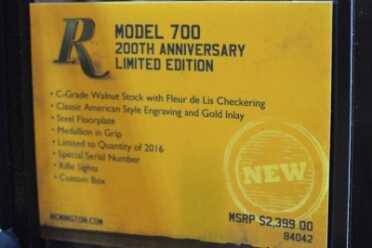 R
MODEL 700
200TH ANNIVERSARY
LIMITED EDITION
• C-Grade Walnut Stock with Fleur de Lis Checkering
• Classic American Style Engraving and Gold Inlay
• Steel Floorplate
• Medallion in Grip
• Limited to Quantity of 2016
• Special Serial Number
• Rifle Sights
• Custom Box
NEW
REMINGTON.COM
MSRP $2,399.00
84042